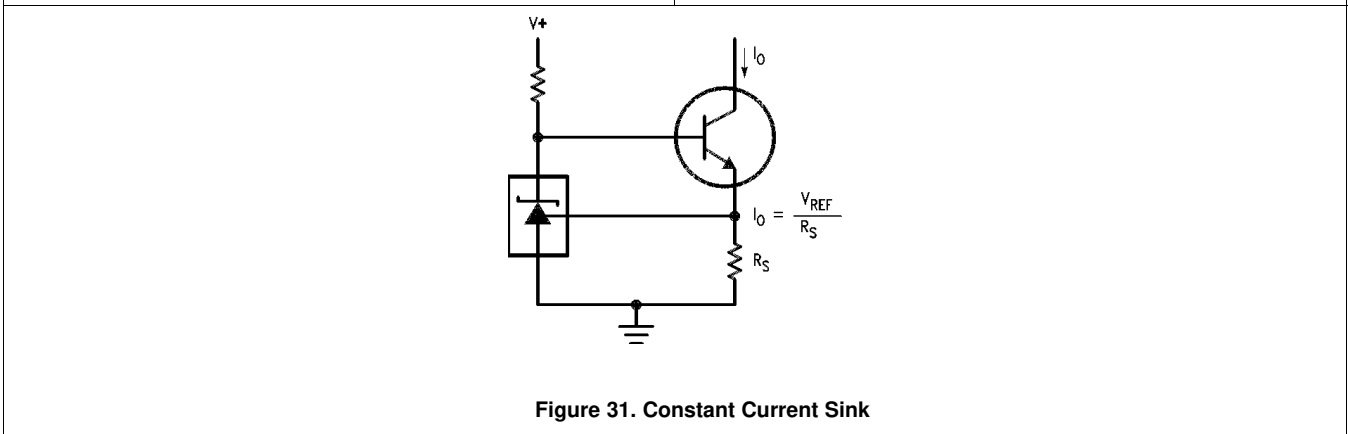 V+
I₀
I₀ = V_REF / R_S
R_S
Figure 31. Constant Current Sink